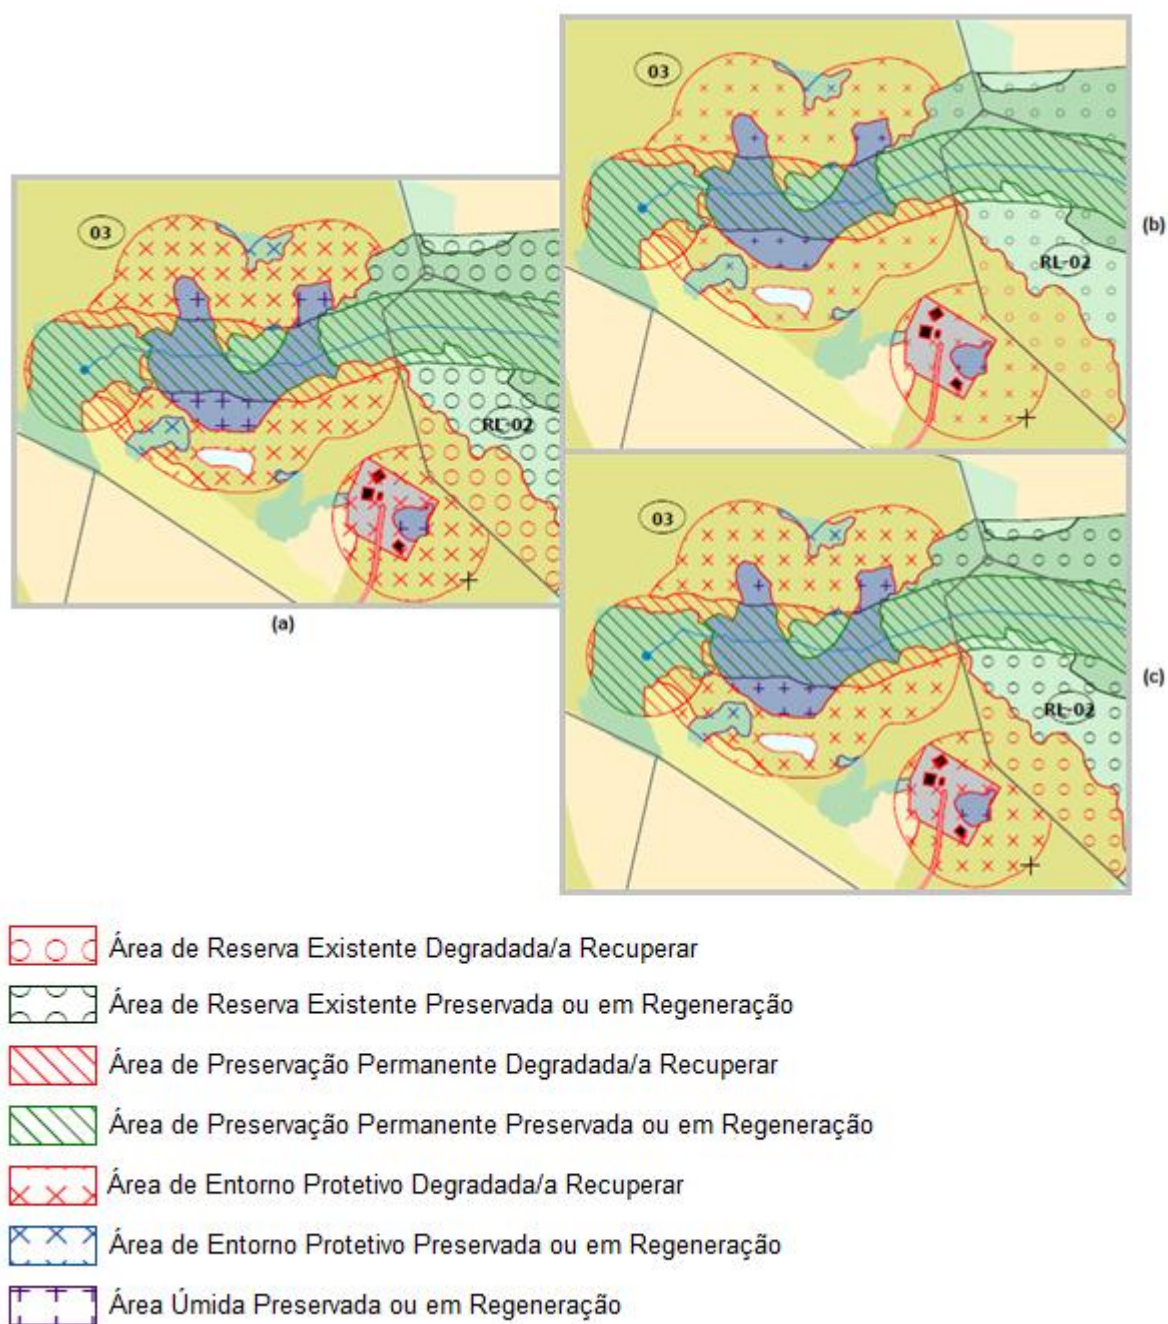 03
(b)
RL-02
03
RL-02
(a)
03
(c)
RL-02
Área de Reserva Existente Degradada/a Recuperar
Área de Reserva Existente Preservada ou em Regeneração
Área de Preservação Permanente Degradada/a Recuperar
Área de Preservação Permanente Preservada ou em Regeneração
Área de Entorno Protetivo Degradada/a Recuperar
Área de Entorno Protetivo Preservada ou em Regeneração
Área Úmida Preservada ou em Regeneração